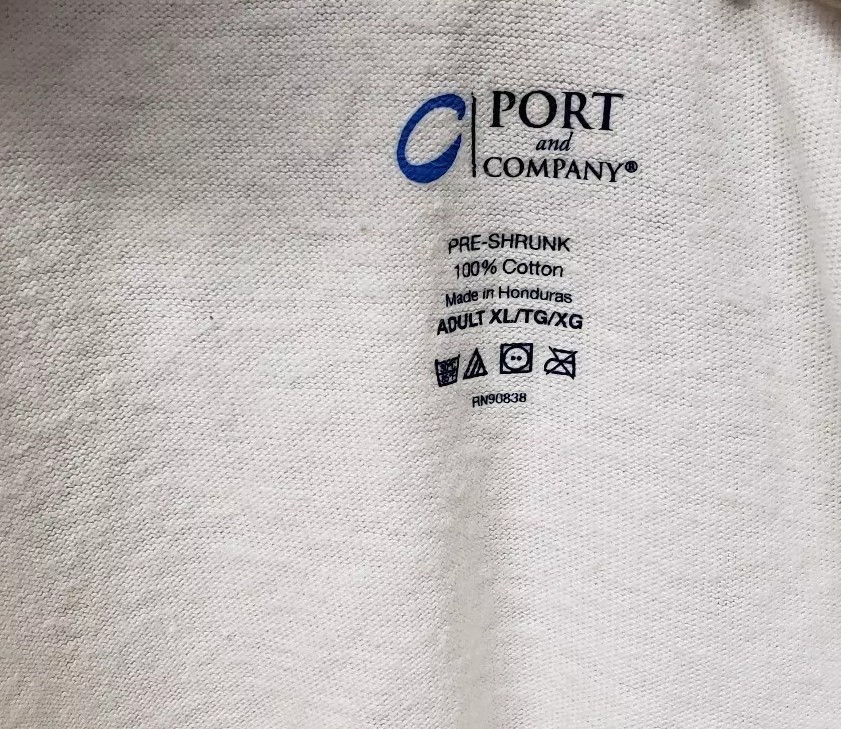 PORT
and
COMPANY®
PRE-SHRUNK
100% Cotton
Made in Honduras
ADULT XL/TG/XG
RN90838